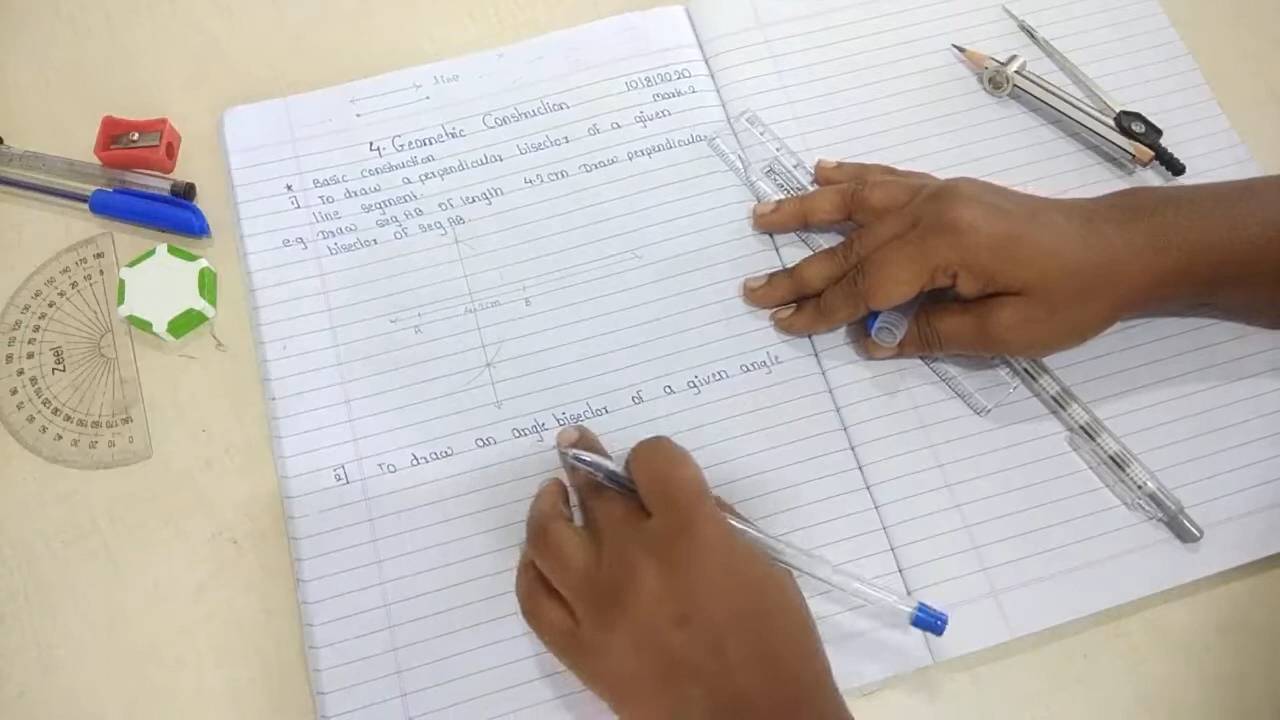 line
10/8/2020
4. Geometric Construction
Mark-2
* Basic construction
1] To draw a perpendicular bisector of a given
line segment.
e.g. Draw seg AB of length 4.2 cm Draw perpendicular
bisector of seg AB.
A 4.2cm B
2] To draw an angle bisector of a given angle
Zeel